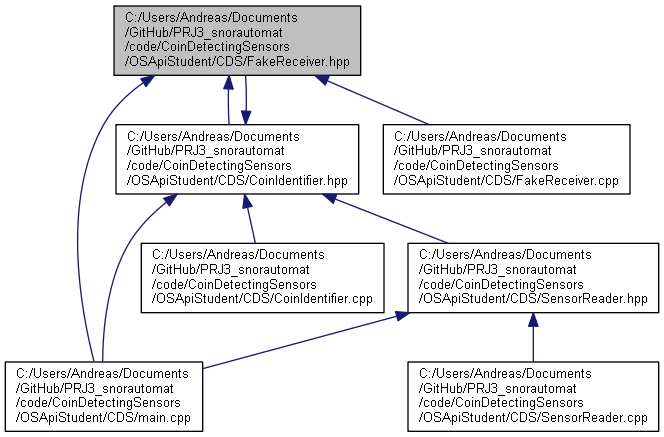 C:/Users/Andreas/Documents
/GitHub/PRJ3_snorautomat
/code/CoinDetectingSensors
/OSApiStudent/CDS/FakeReceiver.hpp
C:/Users/Andreas/Documents
/GitHub/PRJ3_snorautomat
/code/CoinDetectingSensors
/OSApiStudent/CDS/CoinIdentifier.hpp
C:/Users/Andreas/Documents
/GitHub/PRJ3_snorautomat
/code/CoinDetectingSensors
/OSApiStudent/CDS/FakeReceiver.cpp
C:/Users/Andreas/Documents
/GitHub/PRJ3_snorautomat
/code/CoinDetectingSensors
/OSApiStudent/CDS/CoinIdentifier.cpp
C:/Users/Andreas/Documents
/GitHub/PRJ3_snorautomat
/code/CoinDetectingSensors
/OSApiStudent/CDS/SensorReader.hpp
C:/Users/Andreas/Documents
/GitHub/PRJ3_snorautomat
/code/CoinDetectingSensors
/OSApiStudent/CDS/main.cpp
C:/Users/Andreas/Documents
/GitHub/PRJ3_snorautomat
/code/CoinDetectingSensors
/OSApiStudent/CDS/SensorReader.cpp